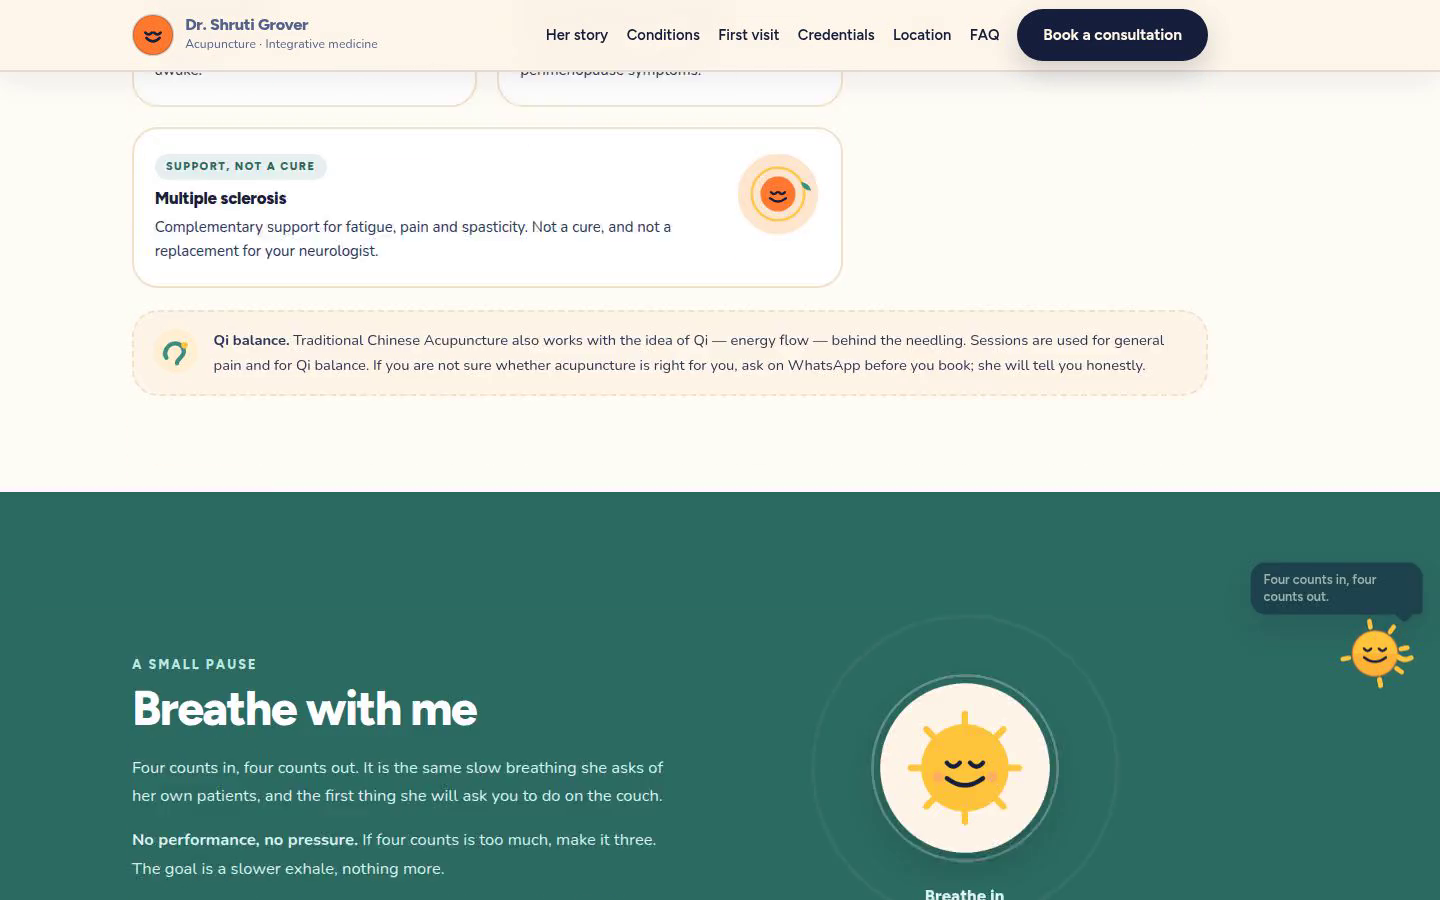 Dr. Shruti Grover
Acupuncture · Integrative medicine
Her story
Conditions
First visit
Credentials
Location
FAQ
Book a consultation
awake.
perimenopause symptoms.
SUPPORT, NOT A CURE
Multiple sclerosis
Complementary support for fatigue, pain and spasticity. Not a cure, and not a
replacement for your neurologist.
Qi balance. Traditional Chinese Acupuncture also works with the idea of Qi — energy flow — behind the needling. Sessions are used for general
pain and for Qi balance. If you are not sure whether acupuncture is right for you, ask on WhatsApp before you book; she will tell you honestly.
Four counts in, four
counts out.
A SMALL PAUSE
Breathe with me
Four counts in, four counts out. It is the same slow breathing she asks of
her own patients, and the first thing she will ask you to do on the couch.
No performance, no pressure. If four counts is too much, make it three.
The goal is a slower exhale, nothing more.
Breathe in